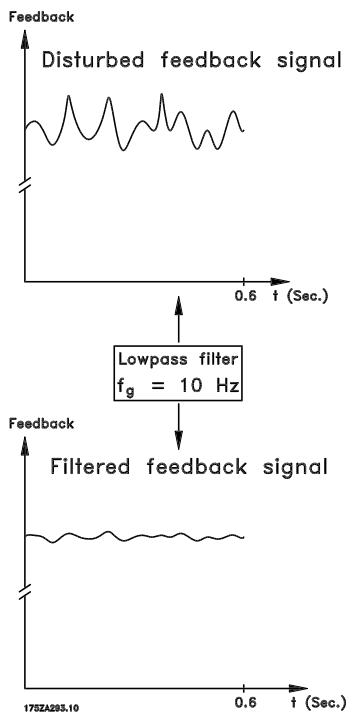 Feedback
Disturbed feedback signal
0.6 t (Sec.)
Lowpass filter
fg = 10 Hz
Feedback
Filtered feedback signal
0.6 t (Sec.)
175ZA293.10